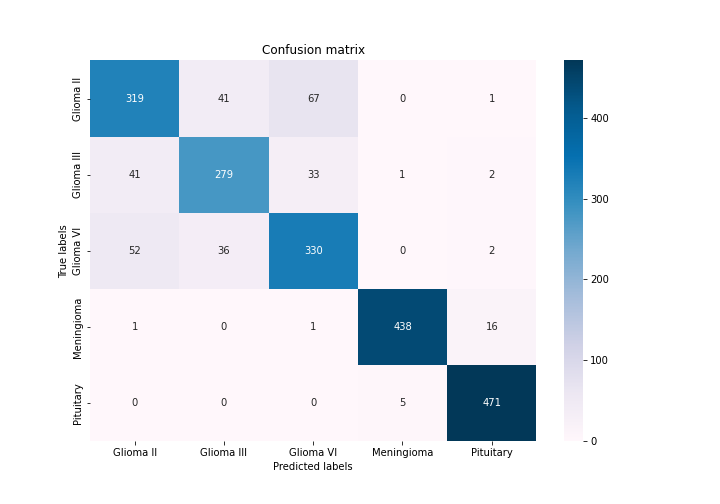 Confusion matrix
Glioma II 319 41 67 0 1
Glioma III 41 279 33 1 2
Glioma VI 52 36 330 0 2
Meningioma 1 0 1 438 16
Pituitary 0 0 0 5 471
True labels
Glioma II Glioma III Glioma VI Meningioma Pituitary
Predicted labels
400
300
200
100
0